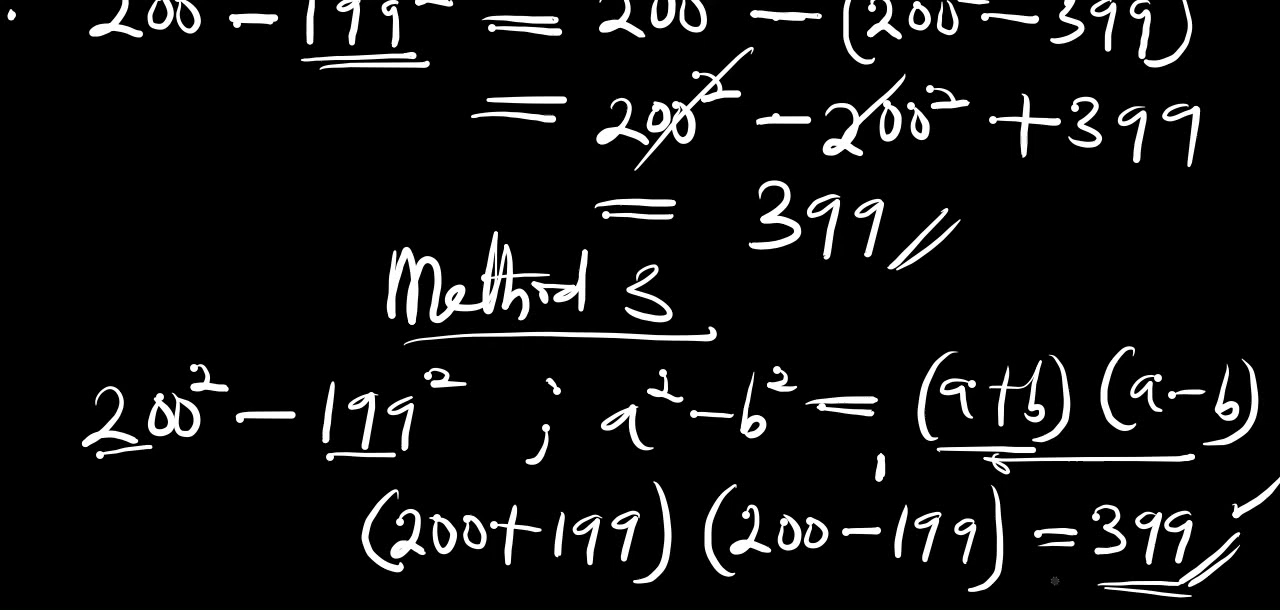 200² - 199² = 200² - (200² - 399)
= 200² - 200² + 399
= 399
Method 3
200² - 199² ; a² - b² = (a+b)(a-b)
(200+199)(200-199) = 399